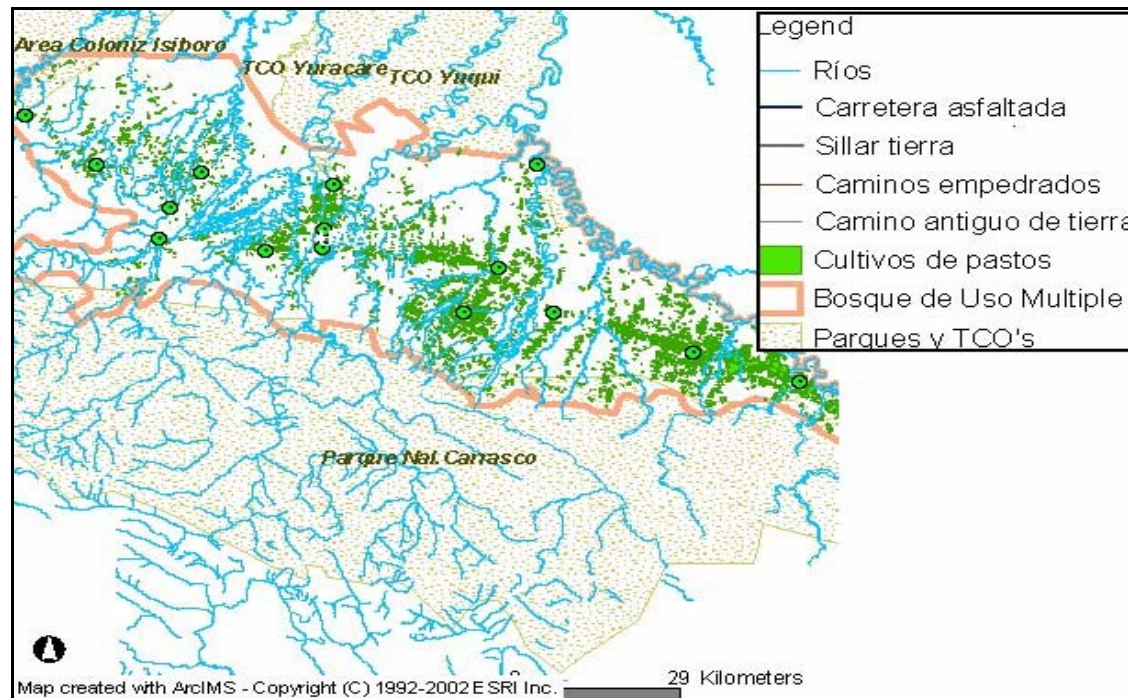 Area Coloniz Isiboro
TCO Yuracare
TCO Yuqui
Parque Nal. Carrasco
Legend
Ríos
Carretera asfaltada
Sillar tierra
Caminos empedrados
Camino antiguo de tierra
Cultivos de pastos
Bosque de Uso Multiple
Parques y TCO's
0 29 Kilometers
Map created with ArcIMS - Copyright (C) 1992-2002 ESRI Inc.